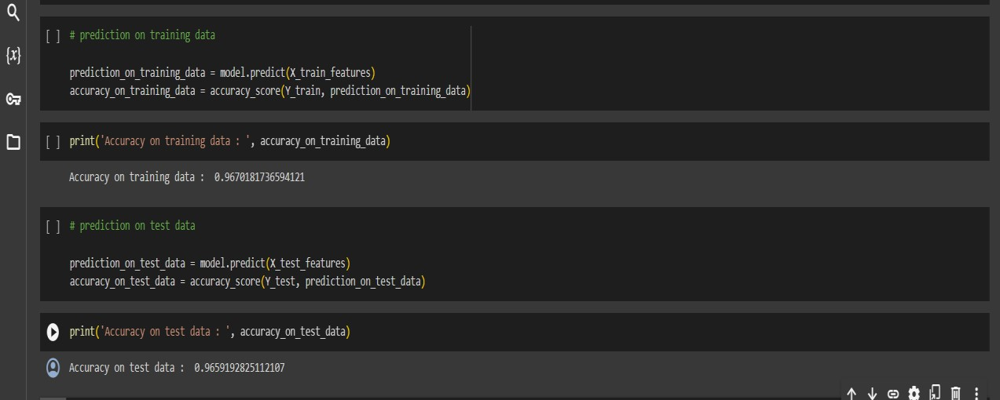 {x}
[ ] # prediction on training data
prediction_on_training_data = model.predict(X_train_features)
accuracy_on_training_data = accuracy_score(Y_train, prediction_on_training_data)
[ ] print('Accuracy on training data : ', accuracy_on_training_data)
Accuracy on training data :  0.9670181736594121
[ ] # prediction on test data
prediction_on_test_data = model.predict(X_test_features)
accuracy_on_test_data = accuracy_score(Y_test, prediction_on_test_data)
print('Accuracy on test data : ', accuracy_on_test_data)
Accuracy on test data :  0.9659192825112107